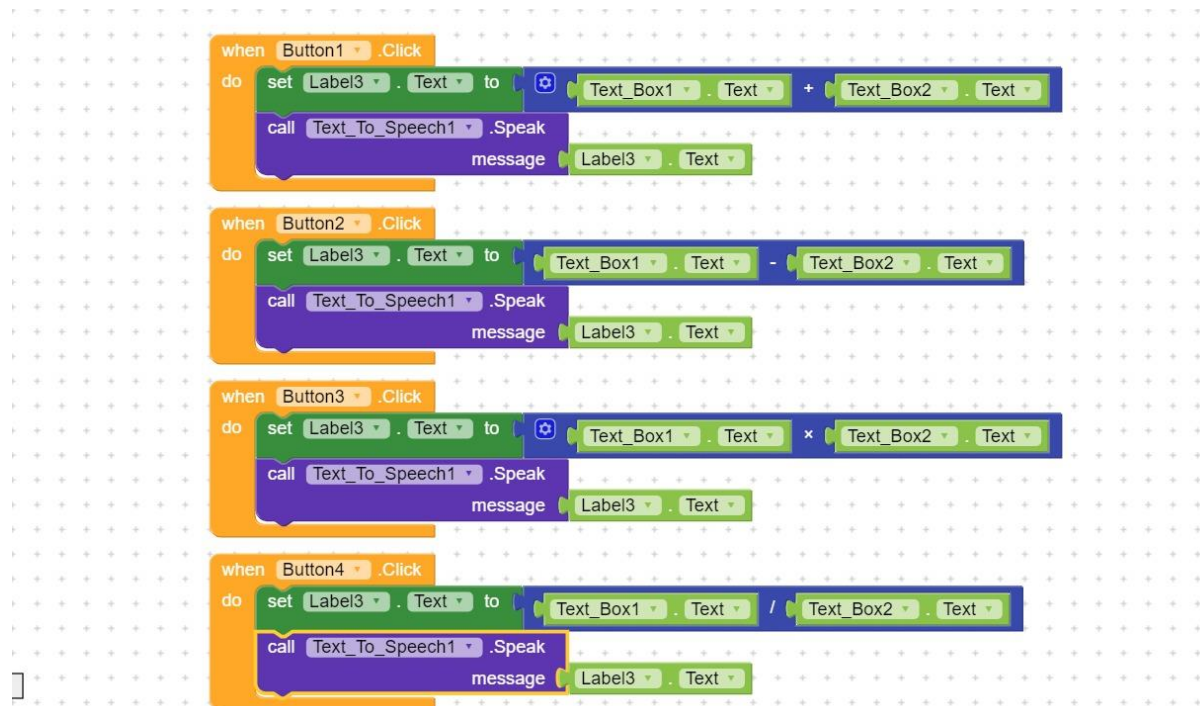 when Button1 .Click
do set Label3 . Text to Text_Box1 . Text + Text_Box2 . Text
call Text_To_Speech1 .Speak
message Label3 . Text
when Button2 .Click
do set Label3 . Text to Text_Box1 . Text - Text_Box2 . Text
call Text_To_Speech1 .Speak
message Label3 . Text
when Button3 .Click
do set Label3 . Text to Text_Box1 . Text × Text_Box2 . Text
call Text_To_Speech1 .Speak
message Label3 . Text
when Button4 .Click
do set Label3 . Text to Text_Box1 . Text / Text_Box2 . Text
call Text_To_Speech1 .Speak
message Label3 . Text